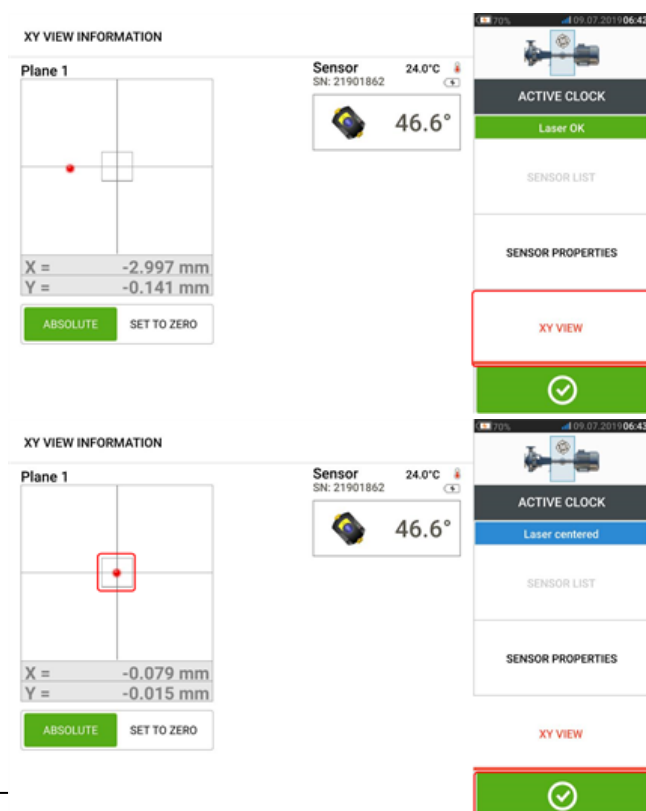 70% 09.07.2019 06:42
XY VIEW INFORMATION
Plane 1
Sensor 24.0°C
SN: 21901862
46.6°
ACTIVE CLOCK
Laser OK
SENSOR LIST
SENSOR PROPERTIES
X = -2.997 mm
Y = -0.141 mm
ABSOLUTE SET TO ZERO
XY VIEW
70% 09.07.2019 06:43
XY VIEW INFORMATION
Plane 1
Sensor 24.0°C
SN: 21901862
46.6°
ACTIVE CLOCK
Laser centered
SENSOR LIST
SENSOR PROPERTIES
X = -0.079 mm
Y = -0.015 mm
ABSOLUTE SET TO ZERO
XY VIEW